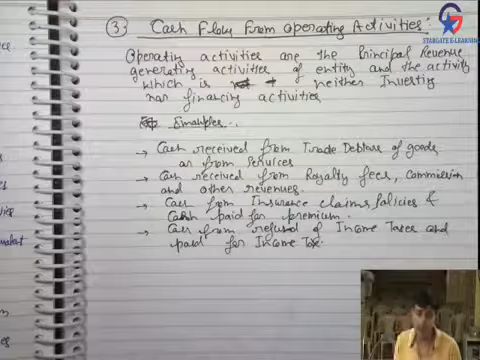 ③ Cash Flow From Operating Activities:
STARGATE E-LEARNING
Operating activities are the Principal Revenue
generating activities of entity and the activity
which is neither Investing
nor financing activities
Examples..
→ Cash received from Trade Debtors of goods
or from services
→ Cash received from Royalty fees, commission
and other revenues.
→ Cash from Insurance claims, Policies &
Cash paid for premium.
→ Cash from refund of Income Taxes and
paid for Income Tax.